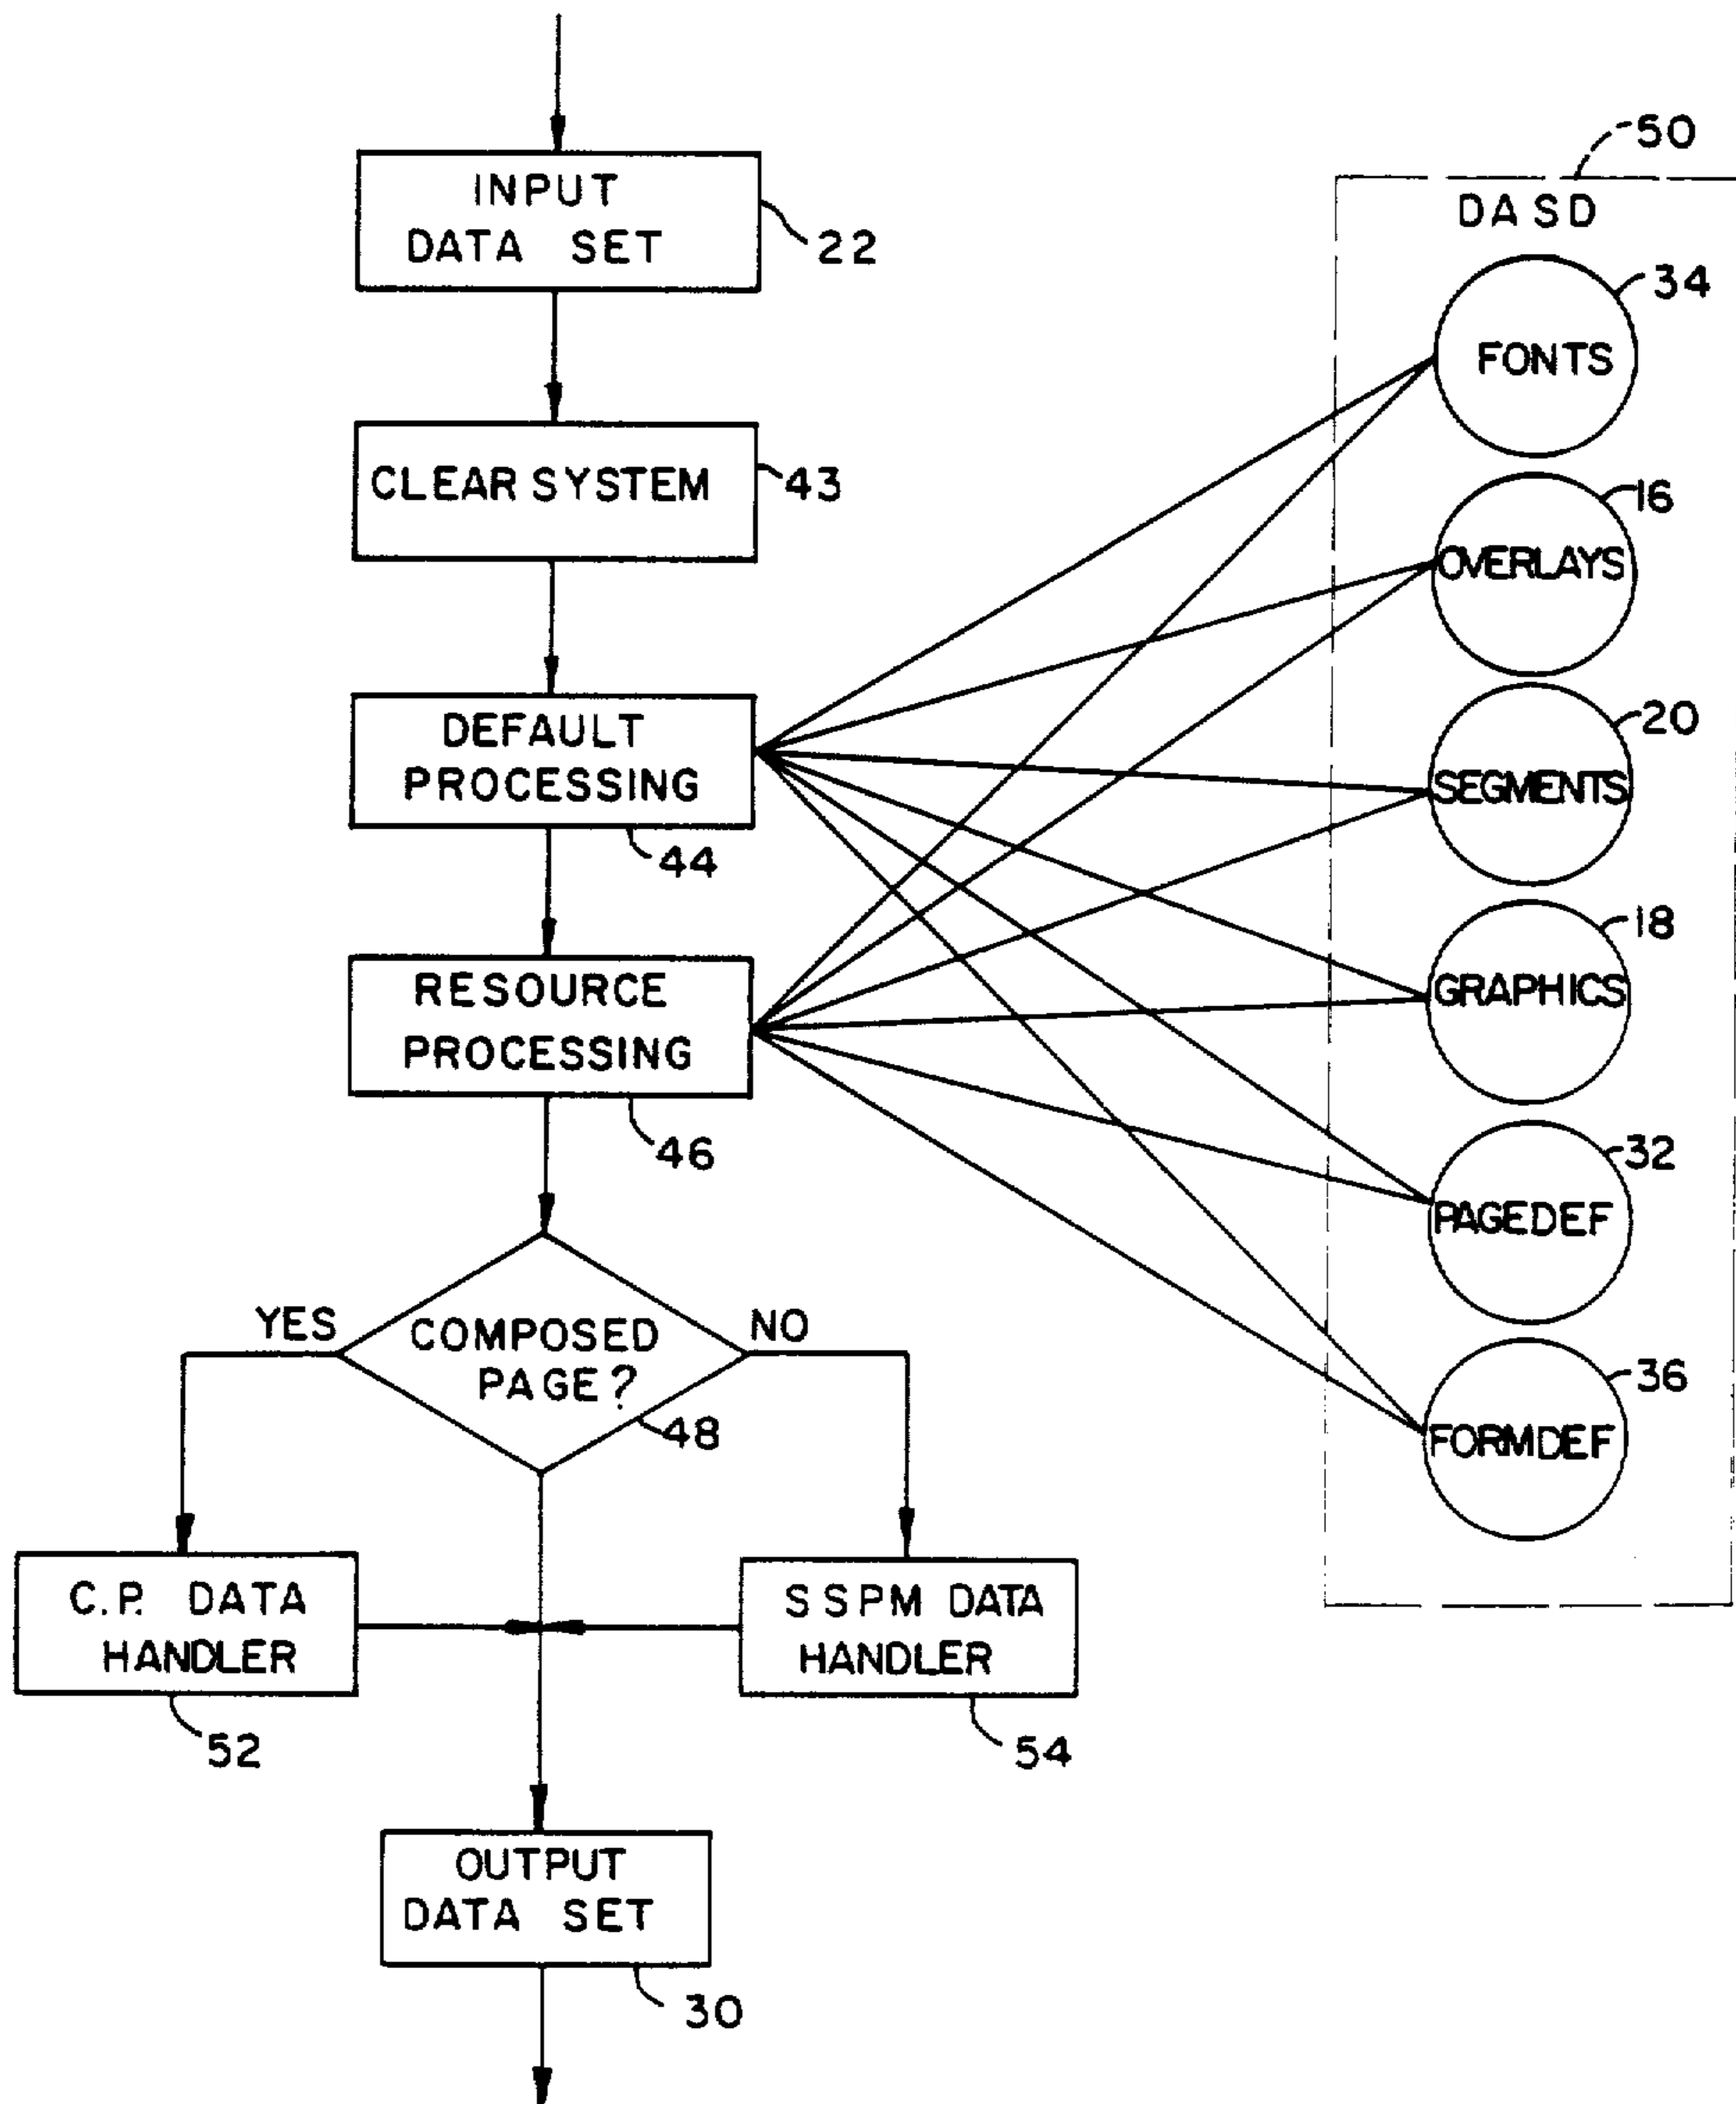 INPUT
DATA SET
22
CLEAR SYSTEM
43
DEFAULT
PROCESSING
44
RESOURCE
PROCESSING
46
COMPOSED
PAGE?
48
YES
NO
C.P. DATA
HANDLER
52
SSPM DATA
HANDLER
54
OUTPUT
DATA SET
30
50
DASD
FONTS
34
OVERLAYS
16
SEGMENTS
20
GRAPHICS
18
PAGEDEF
32
FORMDEF
36